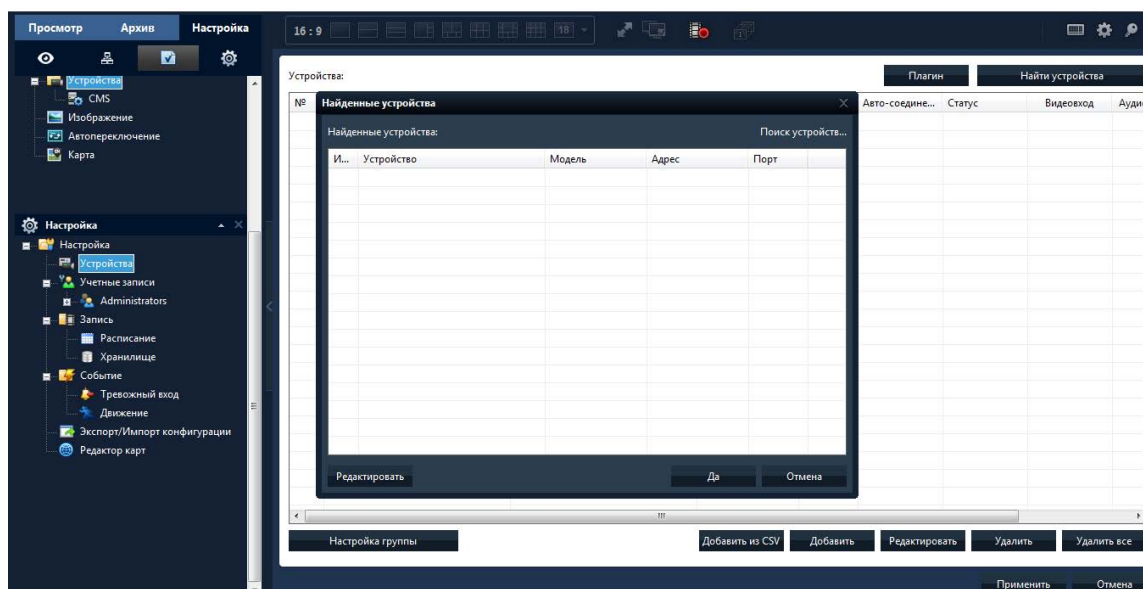 Просмотр Архив Настройка
16 : 9 18
Устройства
CMS
Изображение
Автопереключение
Карта
Настройка
Настройка
Устройства
Учетные записи
Administrators
Запись
Расписание
Хранилище
Событие
Тревожный вход
Движение
Экспорт/Импорт конфигурации
Редактор карт
Устройства: Плагин Найти устройства
№ Авто-соедине... Статус Видеовход Аудио
Найденные устройства
Найденные устройства: Поиск устройств...
И... Устройство Модель Адрес Порт
Редактировать Да Отмена
Настройка группы Добавить из CSV Добавить Редактировать Удалить Удалить все
Применить Отмена